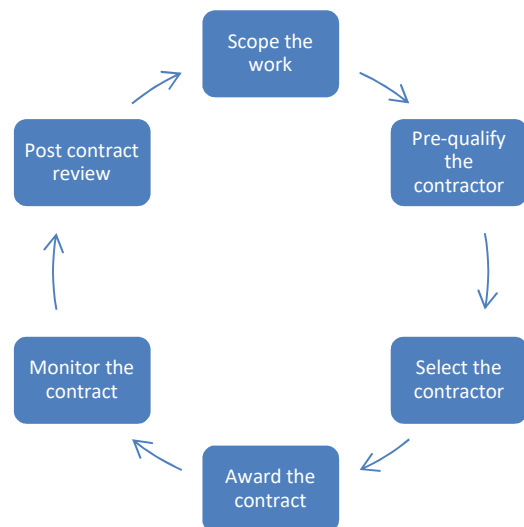 Scope the
work
Pre-qualify
the
contractor
Select the
contractor
Award the
contract
Monitor the
contract
Post contract
review